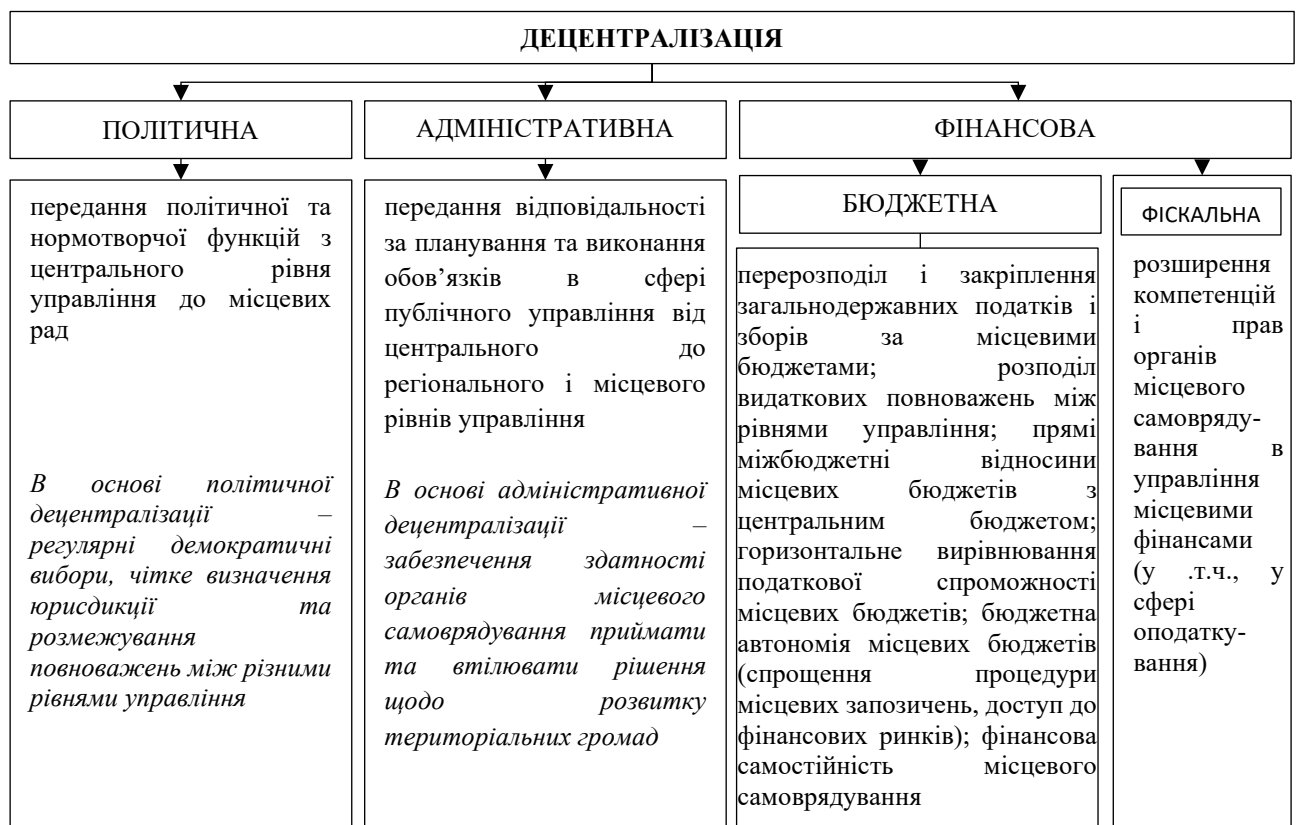 ДЕЦЕНТРАЛІЗАЦІЯ
ПОЛІТИЧНА
передання політичної та
нормотворчої функцій з
центрального рівня
управління до місцевих
рад
В основі політичної
децентралізації –
регулярні демократичні
вибори, чітке визначення
юрисдикції та
розмежування
повноважень між різними
рівнями управління
АДМІНІСТРАТИВНА
передання відповідальності
за планування та виконання
обов’язків в сфері
публічного управління від
центрального до
регіонального і місцевого
рівнів управління
В основі адміністративної
децентралізації –
забезпечення здатності
органів місцевого
самоврядування приймати
та втілювати рішення
щодо розвитку
територіальних громад
ФІНАНСОВА
БЮДЖЕТНА
перерозподіл і закріплення
загальнодержавних податків і
зборів за місцевими
бюджетами; розподіл
видаткових повноважень між
рівнями управління; прямі
міжбюджетні відносини
місцевих бюджетів з
центральним бюджетом;
горизонтальне вирівнювання
податкової спроможності
місцевих бюджетів; бюджетна
автономія місцевих бюджетів
(спрощення процедури
місцевих запозичень, доступ до
фінансових ринків); фінансова
самостійність місцевого
самоврядування
ФІСКАЛЬНА
розширення
компетенцій
і прав
органів
місцевого
самовряду-
вання в
управління
місцевими
фінансами
(у .т.ч., у
сфері
оподатку-
вання)